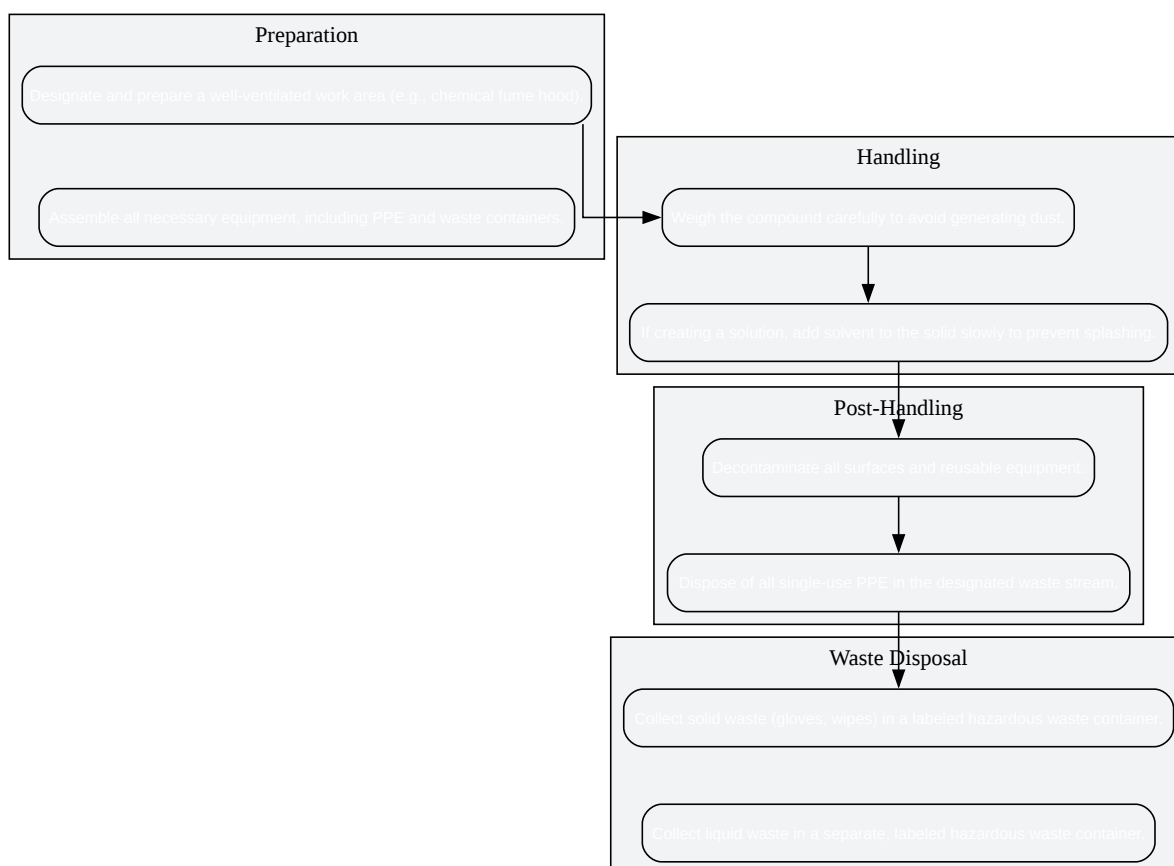 Preparation
Designate and prepare a well-ventilated work area (e.g., chemical fume hood).
Assemble all necessary equipment, including PPE and waste containers.
Handling
Weigh the compound carefully to avoid generating dust.
If creating a solution, add solvent to the solid slowly to prevent splashing.
Post-Handling
Decontaminate all surfaces and reusable equipment.
Dispose of all single-use PPE in the designated waste stream.
Waste Disposal
Collect solid waste (gloves, wipes) in a labeled hazardous waste container.
Collect liquid waste in a separate, labeled hazardous waste container.